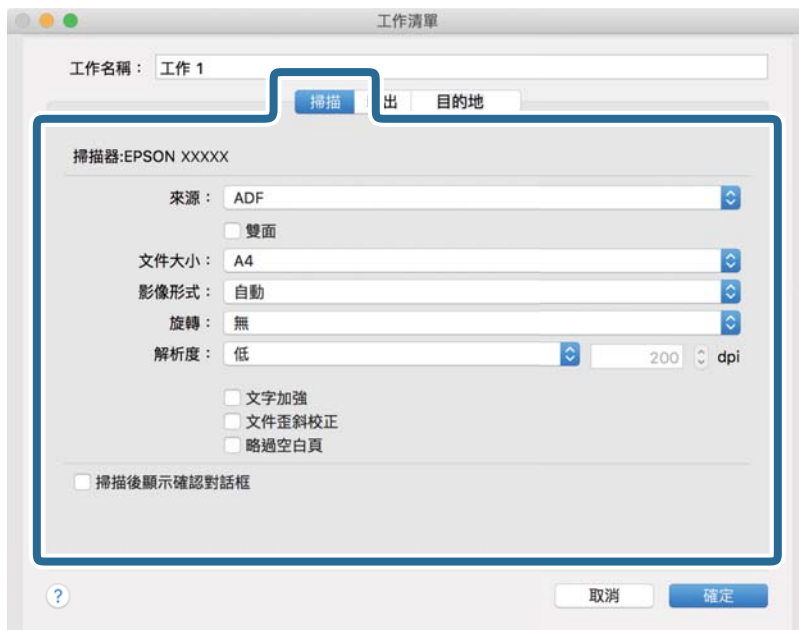 工作清單
工作名稱： 工作 1
掃描 出 目的地
掃描器:EPSON XXXXX
來源： ADF
雙面
文件大小： A4
影像形式： 自動
旋轉： 無
解析度： 低 200 dpi
文字加強
文件歪斜校正
略過空白頁
掃描後顯示確認對話框
? 取消 確定